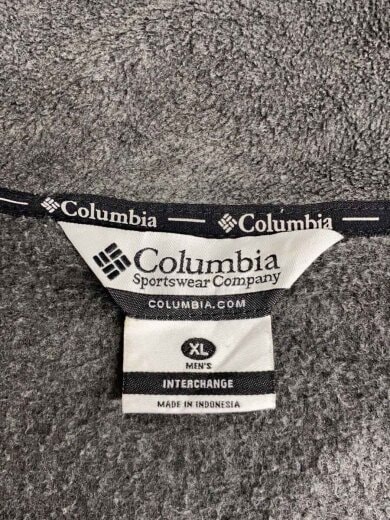 Columbia Columbia
Columbia
Sportswear Company
COLUMBIA.COM
XL
MEN'S
INTERCHANGE
MADE IN INDONESIA